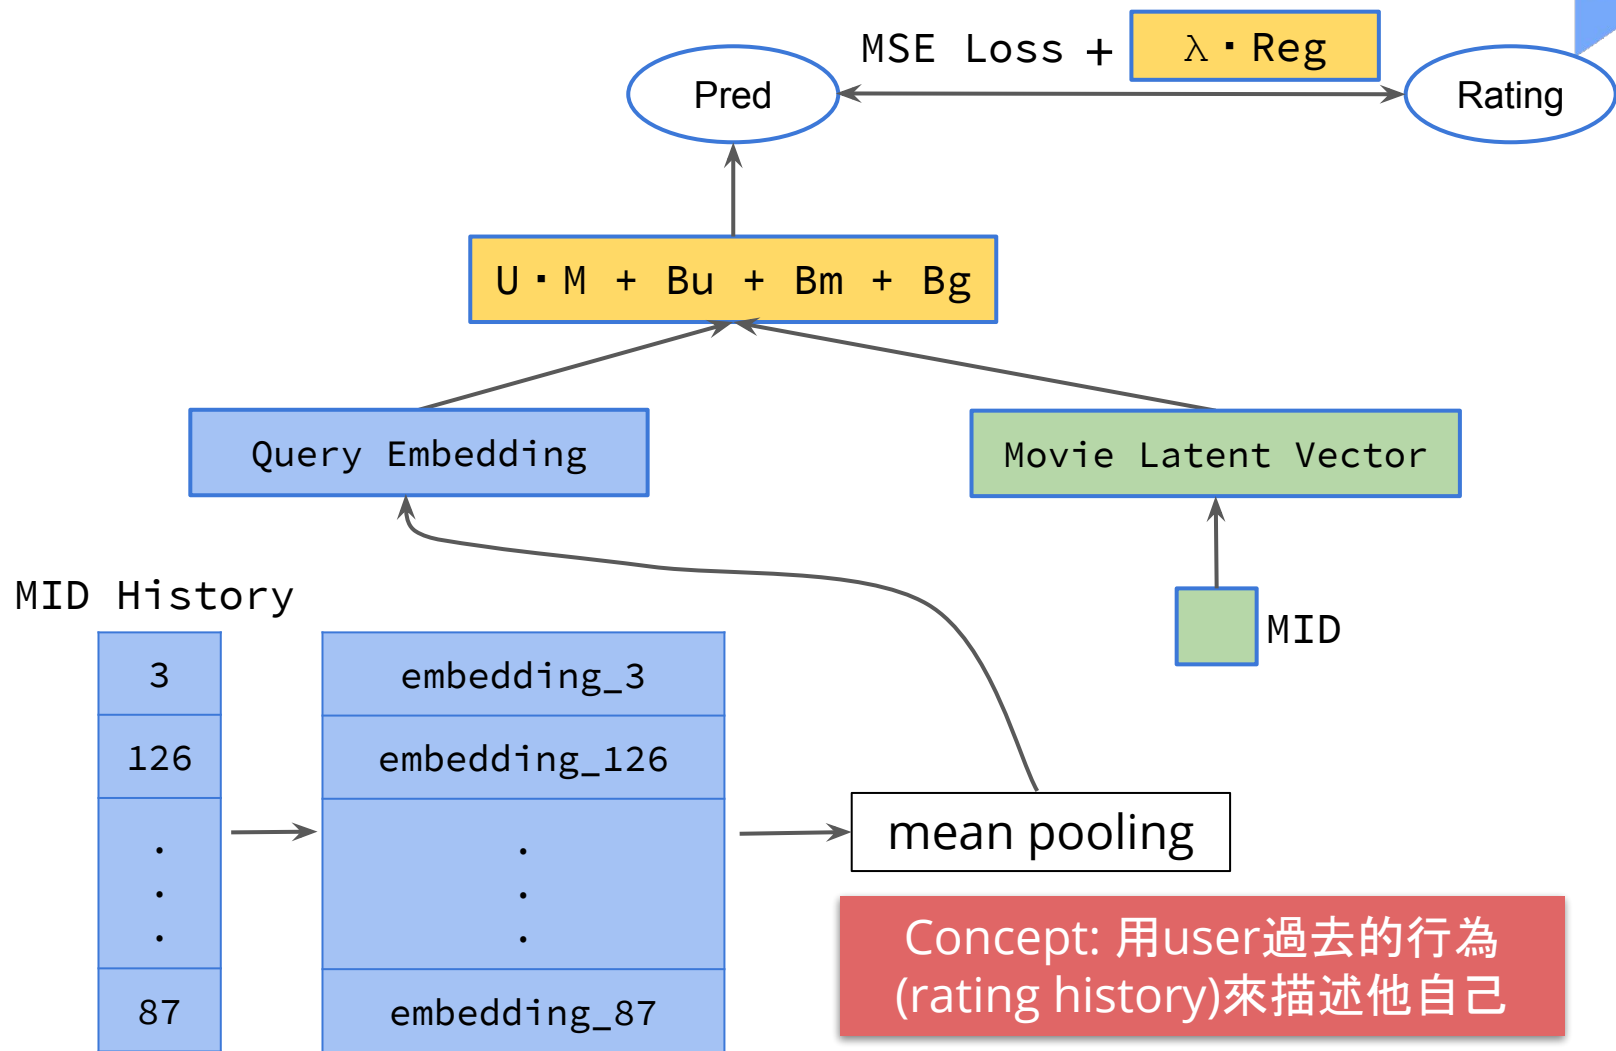 MSE Loss + λ · Reg
Pred
Rating
U · M + Bu + Bm + Bg
Query Embedding
Movie Latent Vector
MID History
MID
3
embedding_3
126
embedding_126
.
.
.
.
.
.
mean pooling
87
embedding_87
Concept: 用user過去的行為
(rating history)來描述他自己